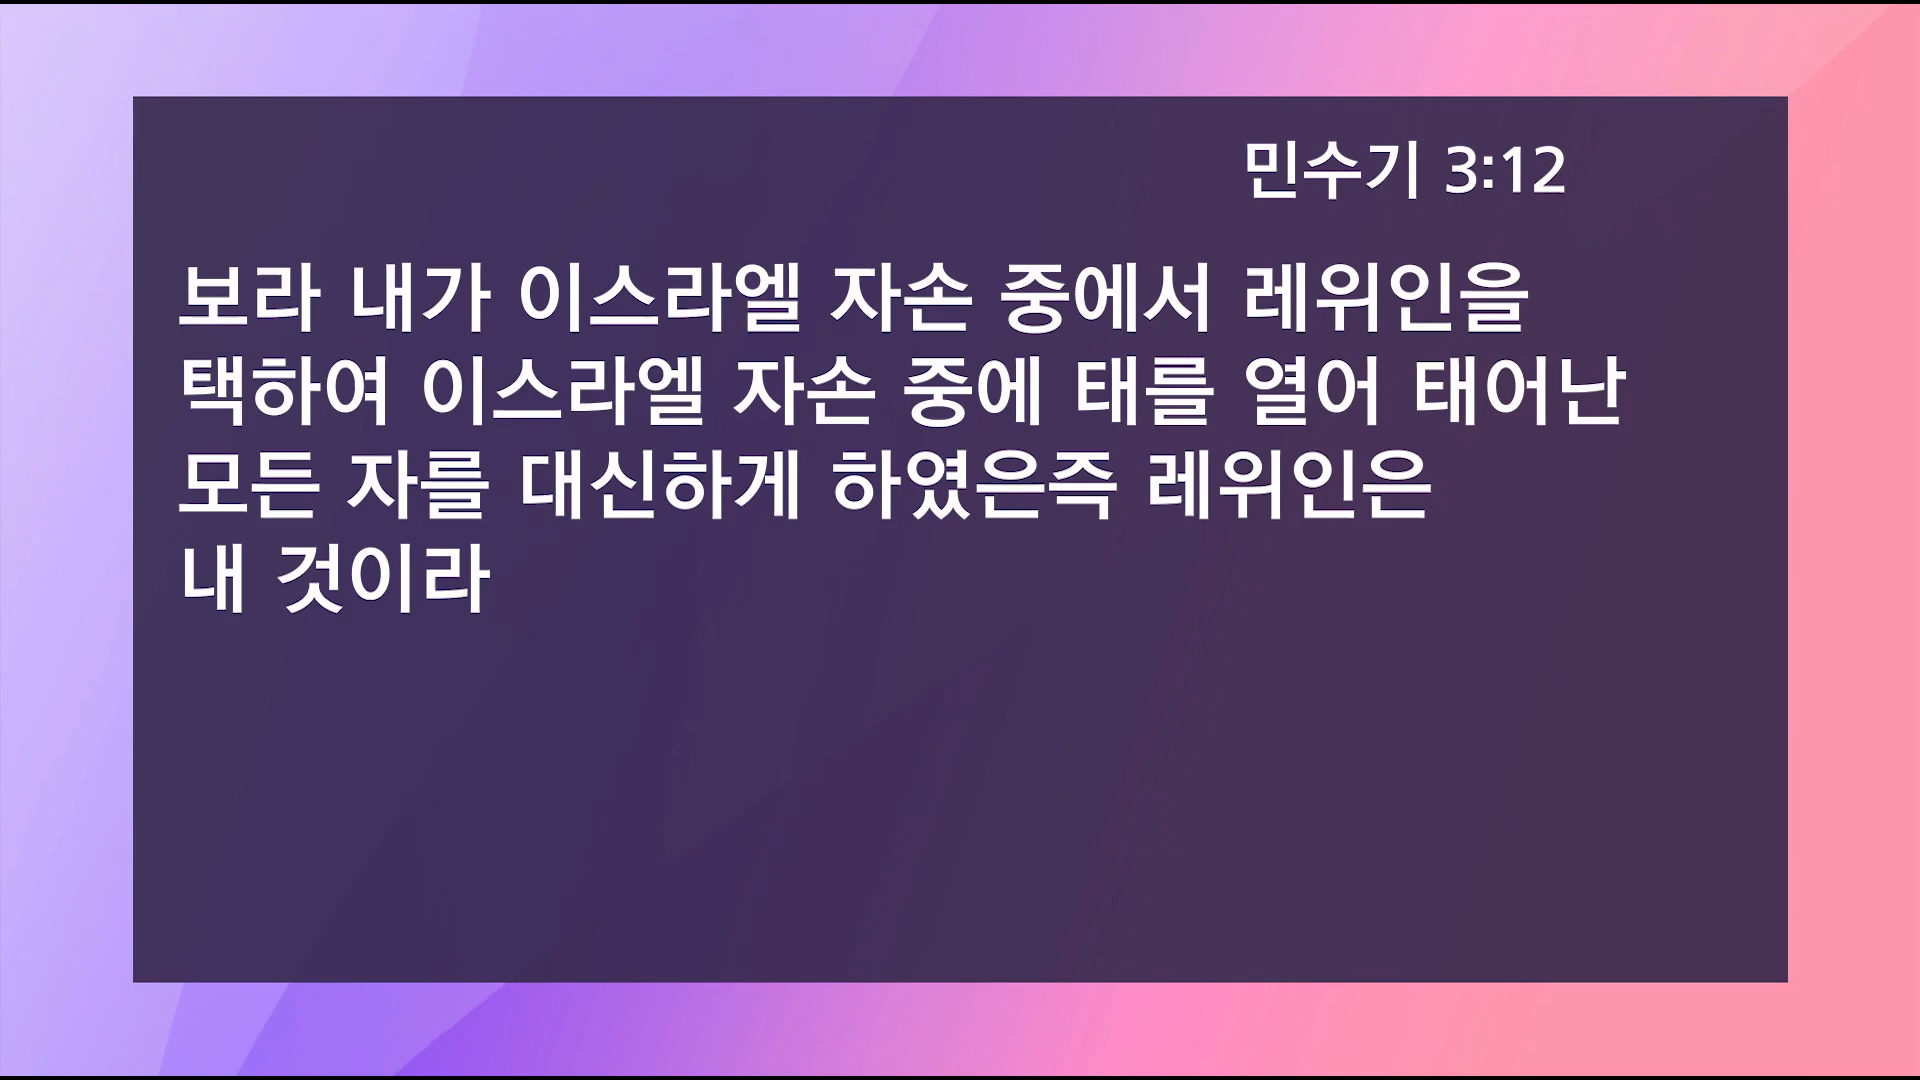 민수기 3:12
보라 내가 이스라엘 자손 중에서 레위인을
택하여 이스라엘 자손 중에 태를 열어 태어난
모든 자를 대신하게 하였은즉 레위인은
내 것이라